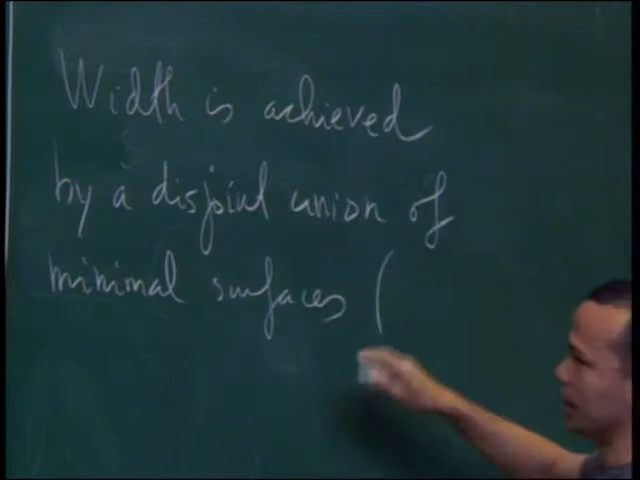 Width is achieved
by a disjoint union of
minimal surfaces (